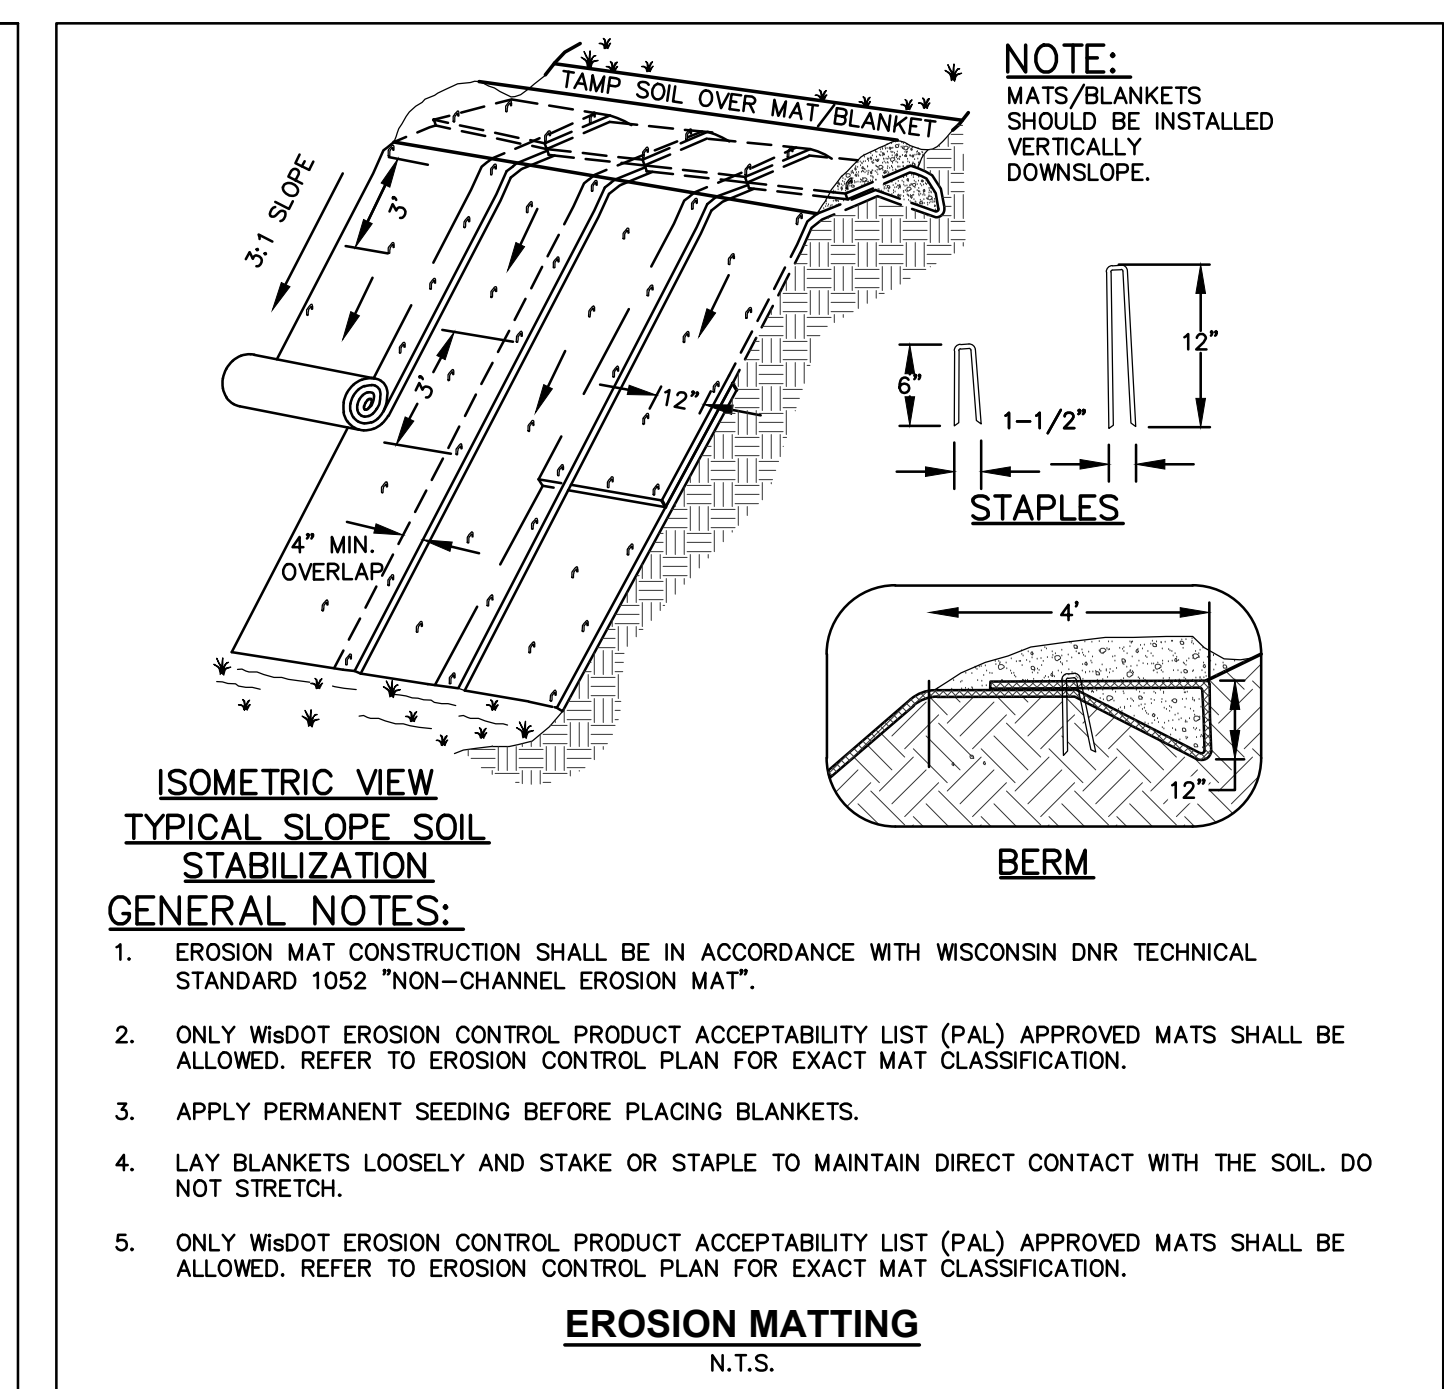 TAMP SOIL OVER MAT/BLANKET
NOTE:
MATS/BLANKETS
SHOULD BE INSTALLED
VERTICALLY
DOWNSLOPE.
3:1 SLOPE
3'
3'
12"
4" MIN.
OVERLAP
6"
1-1/2"
12"
STAPLES
4'
12"
BERM
ISOMETRIC VIEW
TYPICAL SLOPE SOIL
STABILIZATION
GENERAL NOTES:
1. EROSION MAT CONSTRUCTION SHALL BE IN ACCORDANCE WITH WISCONSIN DNR TECHNICAL
STANDARD 1052 "NON-CHANNEL EROSION MAT".
2. ONLY WisDOT EROSION CONTROL PRODUCT ACCEPTABILITY LIST (PAL) APPROVED MATS SHALL BE
ALLOWED. REFER TO EROSION CONTROL PLAN FOR EXACT MAT CLASSIFICATION.
3. APPLY PERMANENT SEEDING BEFORE PLACING BLANKETS.
4. LAY BLANKETS LOOSELY AND STAKE OR STAPLE TO MAINTAIN DIRECT CONTACT WITH THE SOIL. DO
NOT STRETCH.
5. ONLY WisDOT EROSION CONTROL PRODUCT ACCEPTABILITY LIST (PAL) APPROVED MATS SHALL BE
ALLOWED. REFER TO EROSION CONTROL PLAN FOR EXACT MAT CLASSIFICATION.
EROSION MATTING
N.T.S.